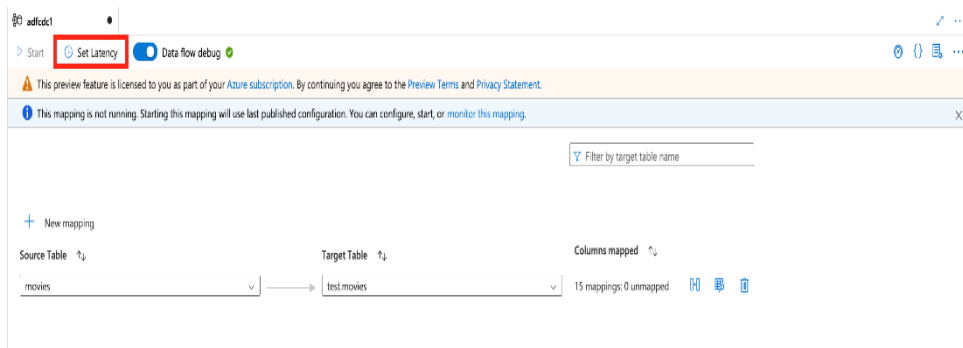 adfcdc1
Start Set Latency Data flow debug
This preview feature is licensed to you as part of your Azure subscription. By continuing you agree to the Preview Terms and Privacy Statement.
This mapping is not running. Starting this mapping will use last published configuration. You can configure, start, or monitor this mapping.
Filter by target table name
New mapping
Source Table Target Table Columns mapped
movies test.movies 15 mappings: 0 unmapped